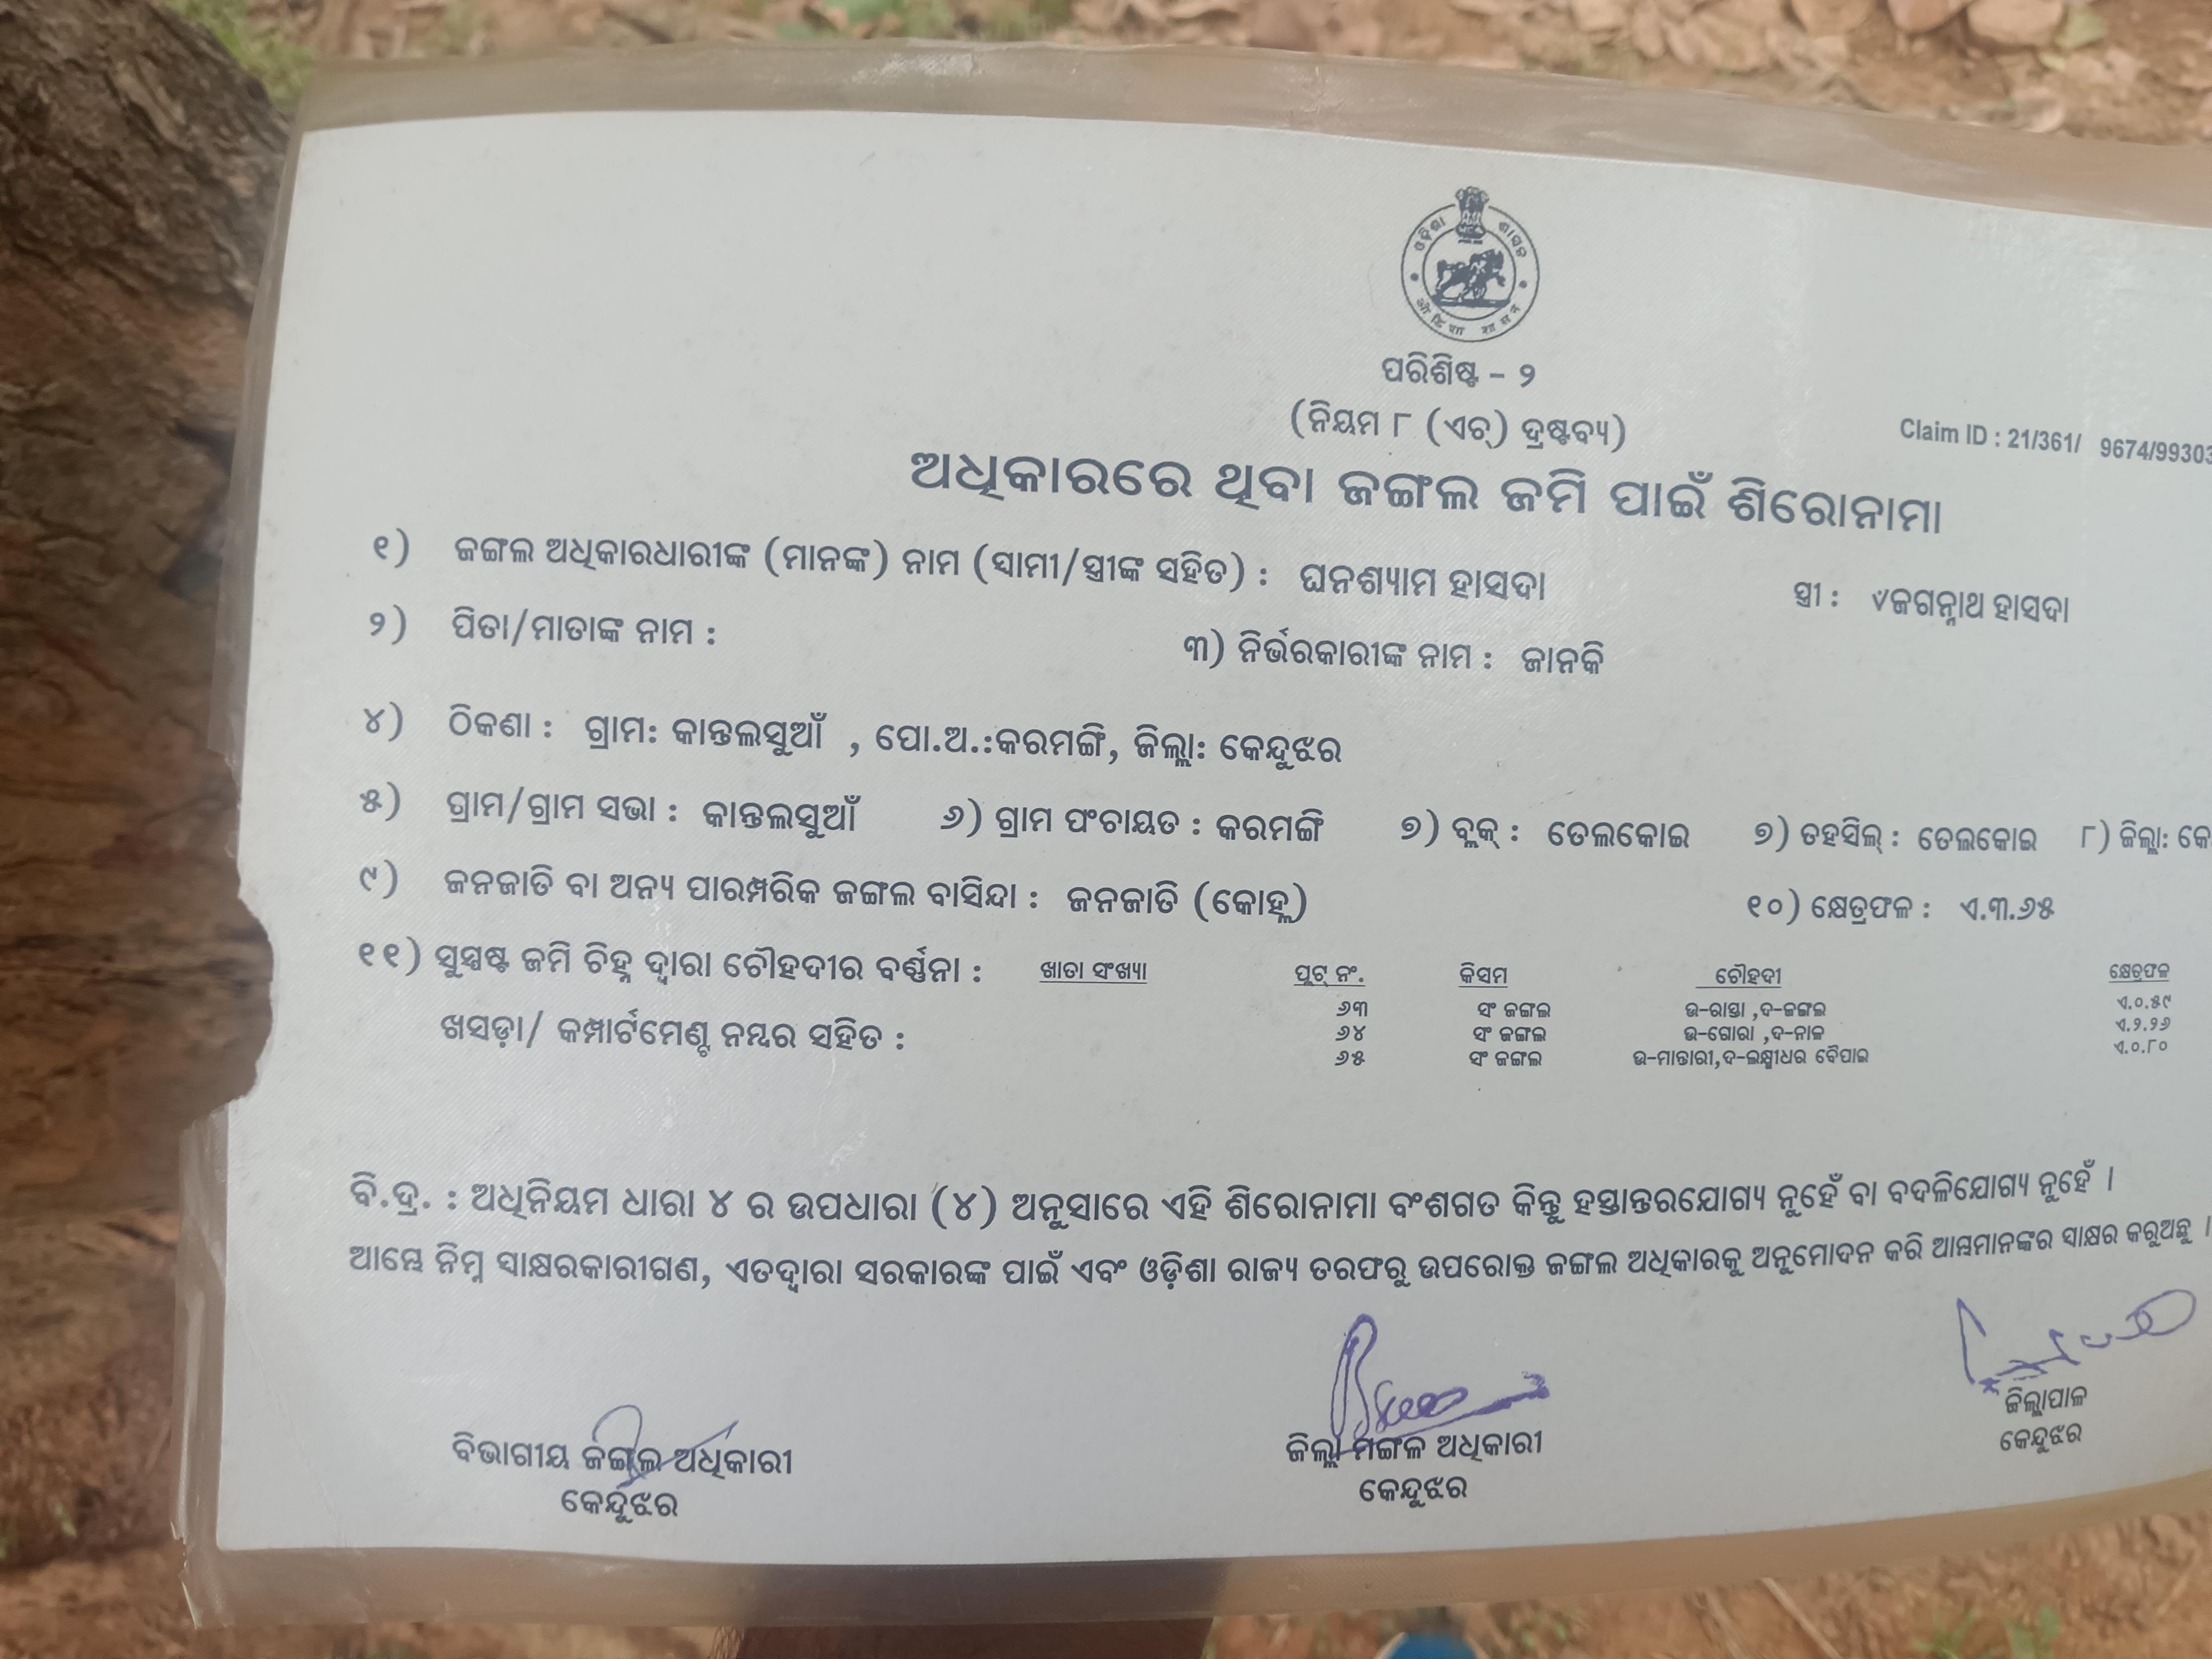 ଓଡ଼ିଶା ଶାସନ
ओडिशा शासन
ପରିଶିଷ୍ଟ - ୨
(ନିୟମ ୮ (ଏଚ୍) ଦ୍ରଷ୍ଟବ୍ୟ)
Claim ID : 21/361/ 9674/99303
ଅଧିକାରରେ ଥିବା ଜଙ୍ଗଲ ଜମି ପାଇଁ ଶିରୋନାମା
୧) ଜଙ୍ଗଲ ଅଧିକାରଧାରୀଙ୍କ (ମାନଙ୍କ) ନାମ (ସ୍ୱାମୀ/ସ୍ତ୍ରୀଙ୍କ ସହିତ) : ଘନଶ୍ୟାମ ହାସଦା ସ୍ତ୍ରୀ : ୰ଜଗନ୍ନାଥ ହାସଦା
୨) ପିତା/ମାତାଙ୍କ ନାମ : ୩) ନିର୍ଭରକାରୀଙ୍କ ନାମ : ଜାନକି
୪) ଠିକଣା : ଗ୍ରାମ: କାନ୍ତଲସୁଆଁ , ପୋ.ଅ.:କରମଙ୍ଗି, ଜିଲ୍ଲା: କେନ୍ଦୁଝର
୫) ଗ୍ରାମ/ଗ୍ରାମ ସଭା : କାନ୍ତଲସୁଆଁ ୬) ଗ୍ରାମ ପଂଚାୟତ : କରମଙ୍ଗି ୭) ବ୍ଲକ୍ : ତେଲକୋଇ ୭) ତହସିଲ୍ : ତେଲକୋଇ ୮) ଜିଲ୍ଲା: କେ
୯) ଜନଜାତି ବା ଅନ୍ୟ ପାରମ୍ପରିକ ଜଙ୍ଗଲ ବାସିନ୍ଦା : ଜନଜାତି (କୋହ୍ଲ) ୧୦) କ୍ଷେତ୍ରଫଳ : ଏ.୩.୬୫
୧୧) ସୁସ୍ପଷ୍ଟ ଜମି ଚିହ୍ନ ଦ୍ୱାରା ଚୌହଦୀର ବର୍ଣ୍ଣନା : ଖାତା ସଂଖ୍ୟା ପ୍ଲଟ୍ ନଂ. କିସମ ଚୌହଦୀ କ୍ଷେତ୍ରଫଳ
୬୩ ସଂ ଜଙ୍ଗଲ ଉ-ରାସ୍ତା ,ଦ-ଜଙ୍ଗଲ ଏ.୦.୫୯
ଖସଡ଼ା/ କମ୍ପାର୍ଟମେଣ୍ଟ ନମ୍ବର ସହିତ : ୬୪ ସଂ ଜଙ୍ଗଲ ଉ-ଗୋରା ,ଦ-ନାଳ ଏ.୨.୨୬
୬୫ ସଂ ଜଙ୍ଗଲ ଉ-ମାନ୍ତାରୀ,ଦ-ଲକ୍ଷ୍ମୀଧର ବୈପାଇ ଏ.୦.୮୦
ବି.ଦ୍ର. : ଅଧିନିୟମ ଧାରା ୪ ର ଉପଧାରା (୪) ଅନୁସାରେ ଏହି ଶିରୋନାମା ବଂଶଗତ କିନ୍ତୁ ହସ୍ତାନ୍ତରଯୋଗ୍ୟ ନୁହେଁ ବା ବଦଳିଯୋଗ୍ୟ ନୁହେଁ ।
ଆମ୍ଭେ ନିମ୍ନ ସାକ୍ଷରକାରୀଗଣ, ଏତଦ୍ୱାରା ସରକାରଙ୍କ ପାଇଁ ଏବଂ ଓଡ଼ିଶା ରାଜ୍ୟ ତରଫରୁ ଉପରୋକ୍ତ ଜଙ୍ଗଲ ଅଧିକାରକୁ ଅନୁମୋଦନ କରି ଆମ୍ଭମାନଙ୍କର ସାକ୍ଷର କରୁଅଛୁ ।
ବିଭାଗୀୟ ଜଙ୍ଗଲ ଅଧିକାରୀ
କେନ୍ଦୁଝର
ଜିଲ୍ଲା ମଙ୍ଗଳ ଅଧିକାରୀ
କେନ୍ଦୁଝର
ଜିଲ୍ଲାପାଳ
କେନ୍ଦୁଝର